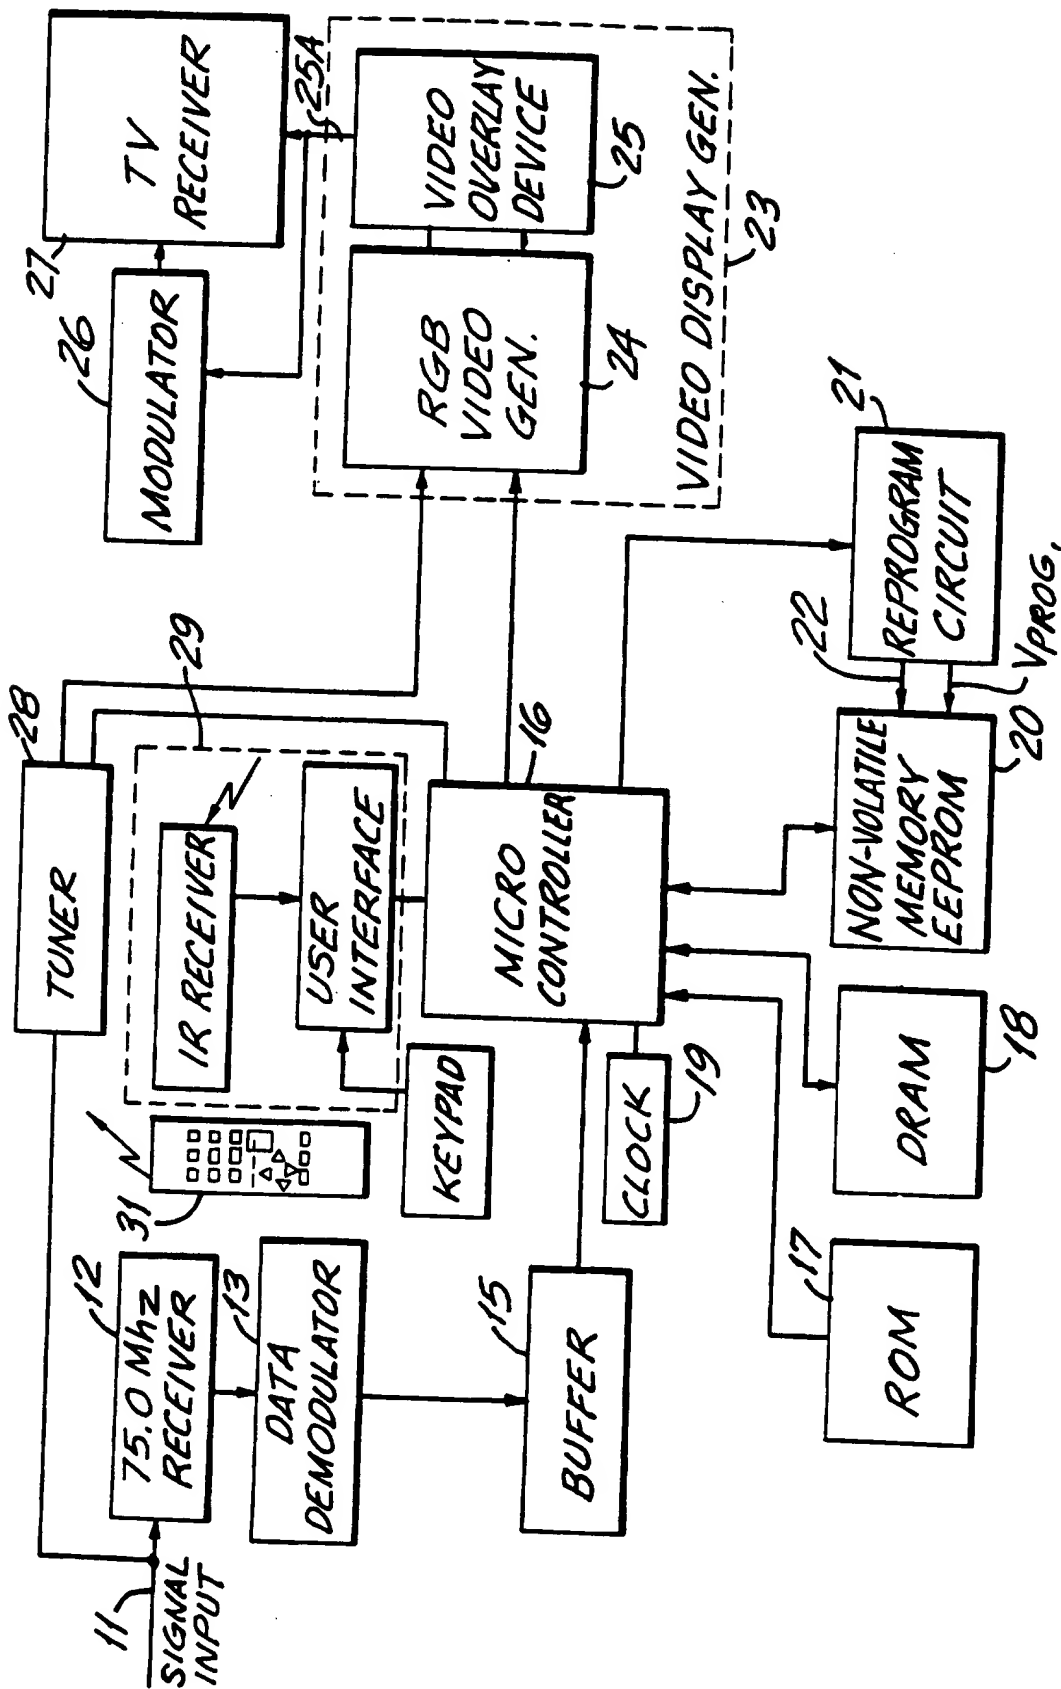 11
SIGNAL
INPUT
12
75.0 Mhz
RECEIVER
13
DATA
DEMODULATOR
15
BUFFER
17
ROM
31
KEYPAD
CLOCK
19
DRAM
18
28
TUNER
29
IR RECEIVER
USER
INTERFACE
16
MICRO
CONTROLLER
NON-VOLATILE
MEMORY
EEPROM
20
22
VPROG.
21
REPROGRAM
CIRCUIT
26
MODULATOR
27
TV
RECEIVER
25A
RGB
VIDEO
GEN.
24
VIDEO
OVERLAY
DEVICE
25
VIDEO DISPLAY GEN.
23